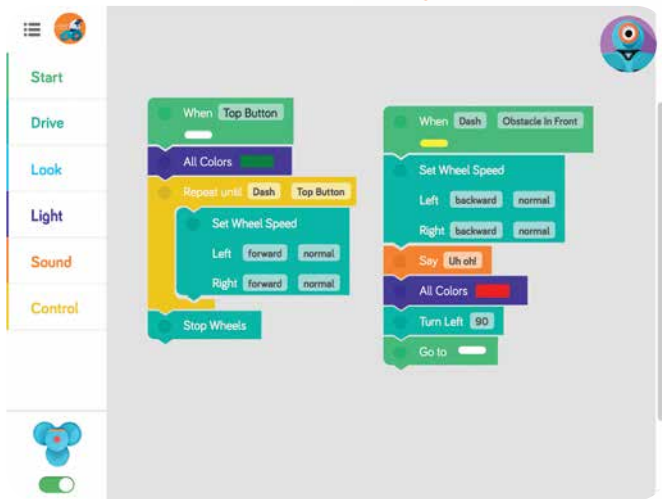 Start
Drive
Look
Light
Sound
Control
When Top Button
All Colors
Repeat until Dash Top Button
Set Wheel Speed
Left forward normal
Right forward normal
Stop Wheels
When Dash Obstacle In Front
Set Wheel Speed
Left backward normal
Right backward normal
Say Uh oh!
All Colors
Turn Left 90
Go to